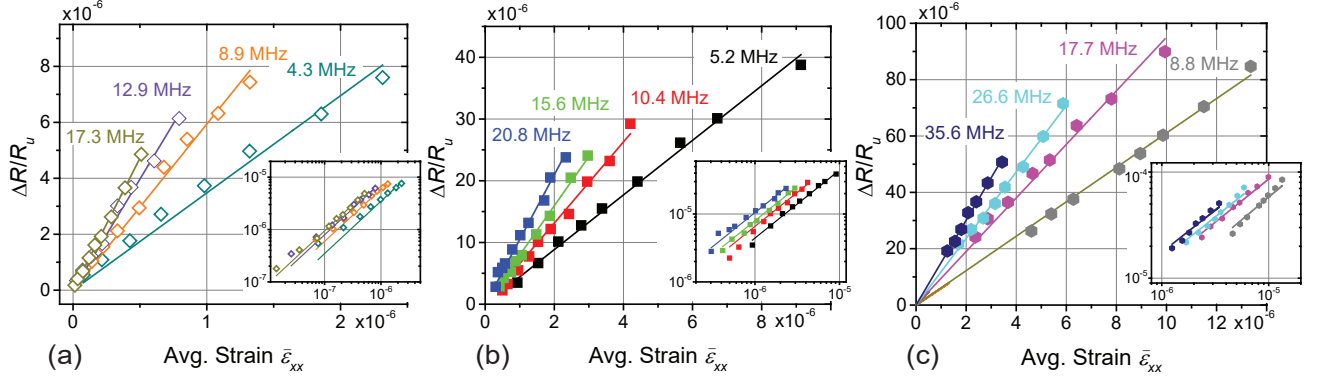 x10⁻⁶
8
6
4
2
0
ΔR/Rᵤ
17.3 MHz
12.9 MHz
8.9 MHz
4.3 MHz
10⁻⁵
10⁻⁶
10⁻⁷
10⁻⁷
10⁻⁶
0
1
2
x10⁻⁶
(a)
Avg. Strain ε̄ₓₓ
x10⁻⁶
40
30
20
10
0
ΔR/Rᵤ
20.8 MHz
15.6 MHz
10.4 MHz
5.2 MHz
10⁻⁵
10⁻⁶
10⁻⁶
10⁻⁵
0
2
4
6
8
x10⁻⁶
(b)
Avg. Strain ε̄ₓₓ
x10⁻⁶
100
80
60
40
20
0
ΔR/Rᵤ
35.6 MHz
26.6 MHz
17.7 MHz
8.8 MHz
10⁻⁴
10⁻⁵
10⁻⁶
10⁻⁵
0
2
4
6
8
10
12
x10⁻⁶
(c)
Avg. Strain ε̄ₓₓ